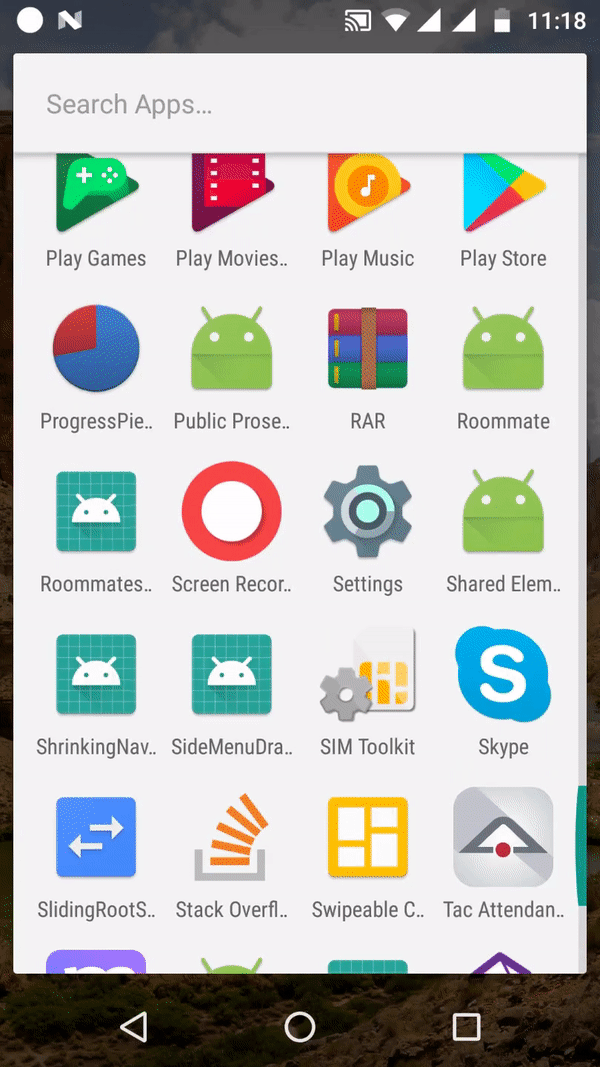 11:18
Search Apps...
Play Games
Play Movies..
Play Music
Play Store
ProgressPie..
Public Prose..
RAR
Roommate
Roommates..
Screen Recor..
Settings
Shared Elem..
ShrinkingNav..
SideMenuDra..
SIM Toolkit
Skype
SlidingRootS..
Stack Overfl..
Swipeable C..
Tac Attendan..